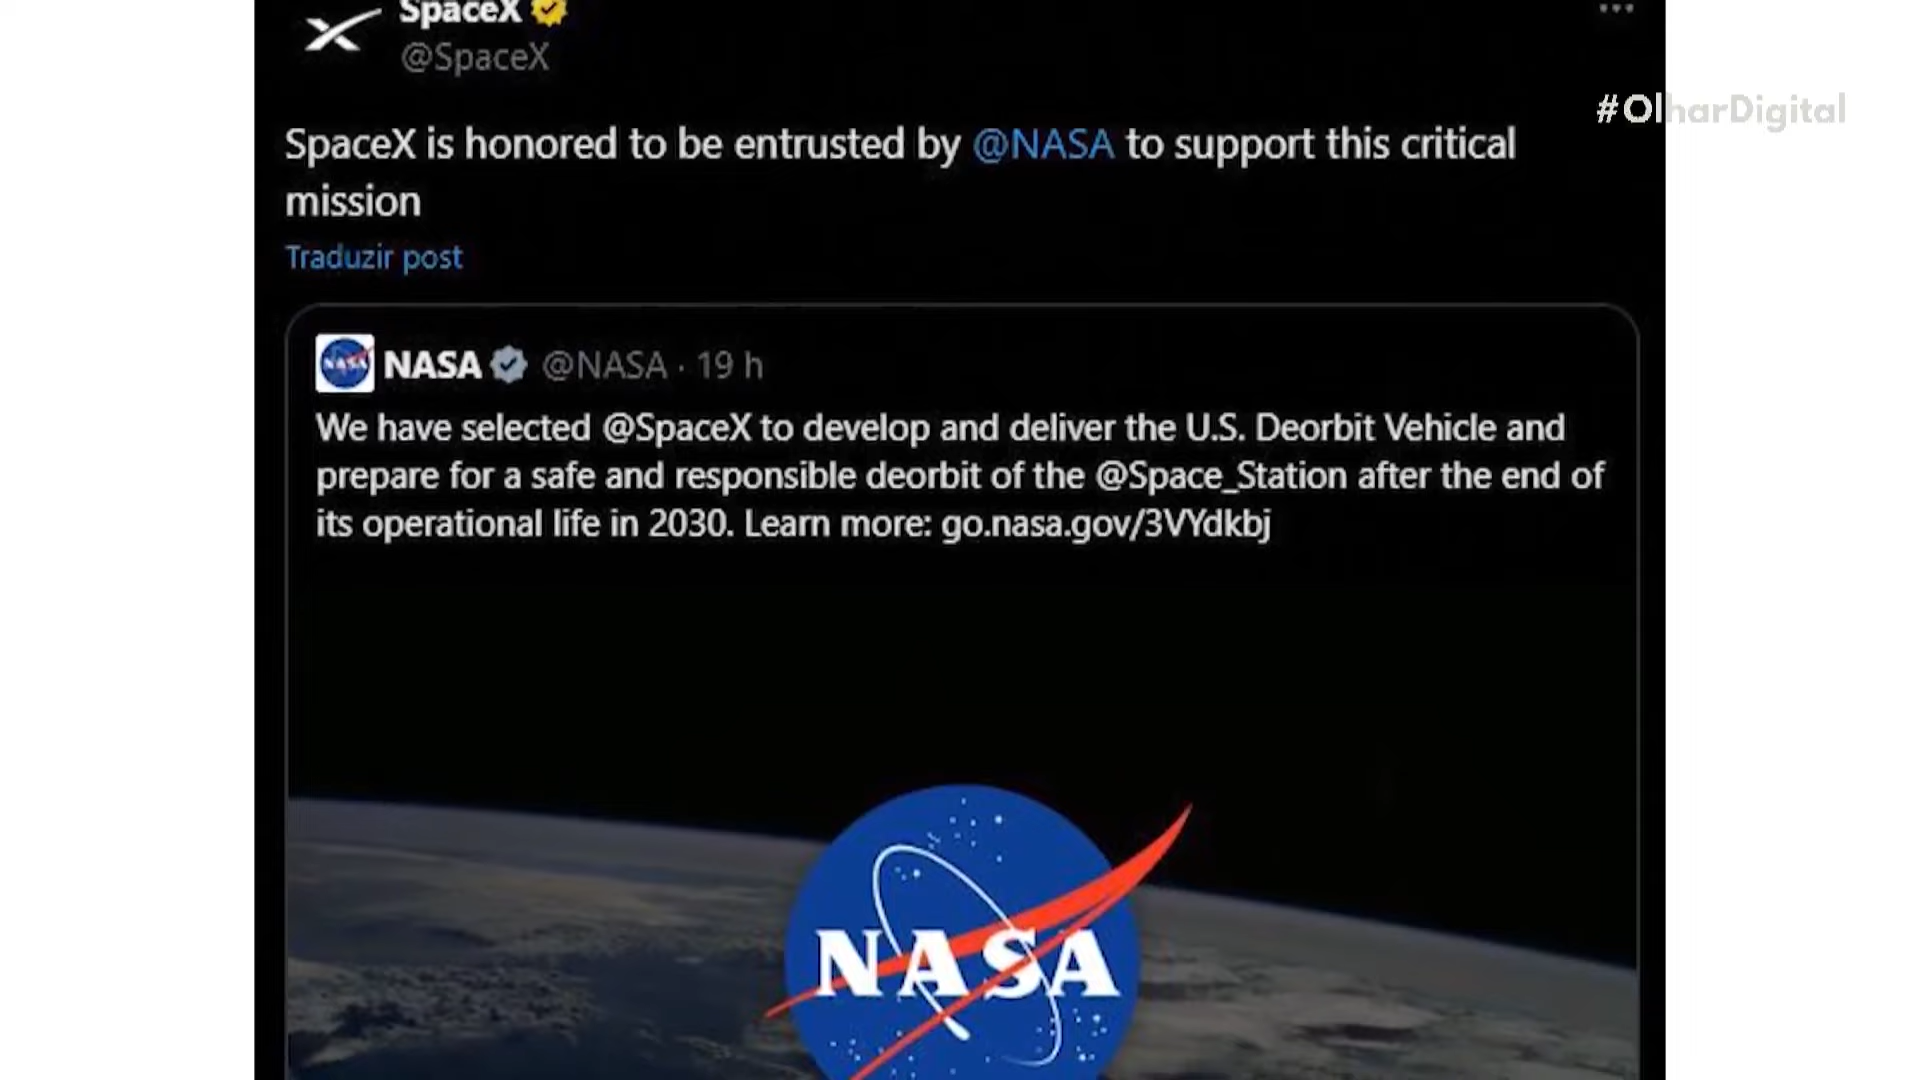 SpaceX
@SpaceX
#OlharDigital
SpaceX is honored to be entrusted by @NASA to support this critical
mission
Traduzir post
NASA @NASA · 19 h
We have selected @SpaceX to develop and deliver the U.S. Deorbit Vehicle and
prepare for a safe and responsible deorbit of the @Space_Station after the end of
its operational life in 2030. Learn more: go.nasa.gov/3VYdkbj
NASA